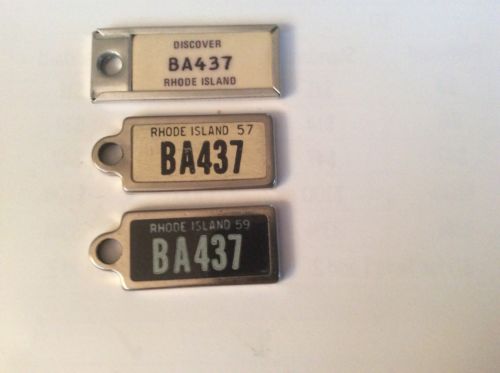 DISCOVER
BA437
RHODE ISLAND
RHODE ISLAND 57
BA437
RHODE ISLAND 59
BA437